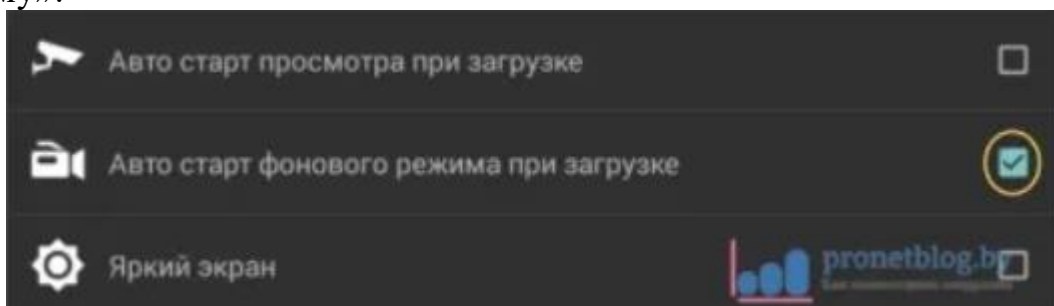 Авто старт просмотра при загрузке
Авто старт фонового режима при загрузке
Яркий экран
pronetblog.by